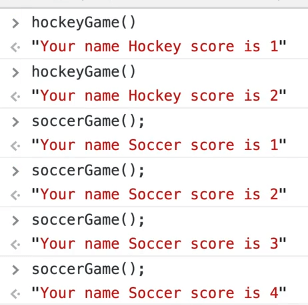 hockeyGame()
"Your name Hockey score is 1"
hockeyGame()
"Your name Hockey score is 2"
soccerGame();
"Your name Soccer score is 1"
soccerGame();
"Your name Soccer score is 2"
soccerGame();
"Your name Soccer score is 3"
soccerGame();
"Your name Soccer score is 4"